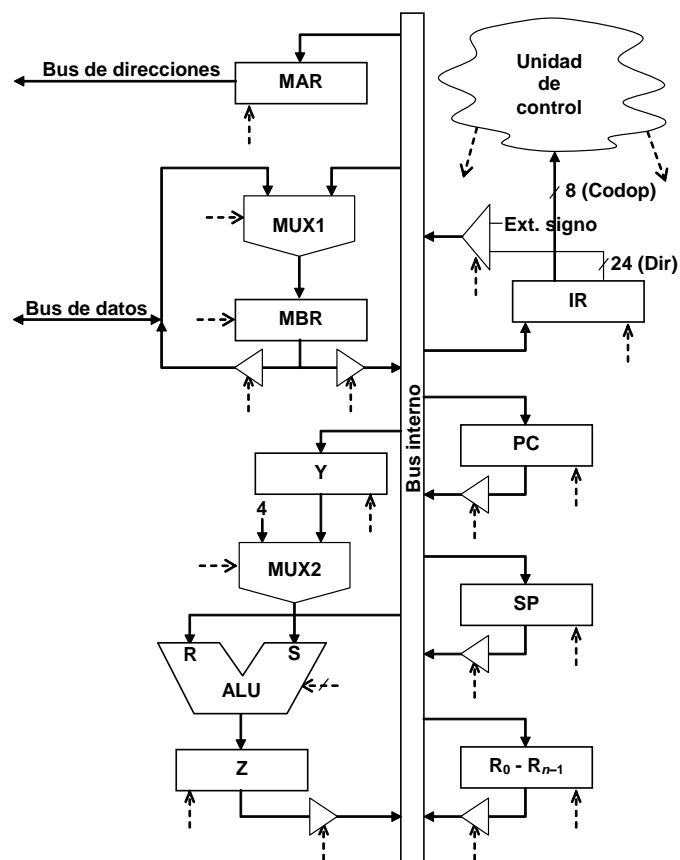 Bus de direcciones
MAR
Unidad
de
control
8 (Codop)
MUX1
Ext. signo
24 (Dir)
Bus de datos
MBR
IR
Bus interno
PC
Y
4
MUX2
SP
R
S
ALU
Z
R0 - Rn–1